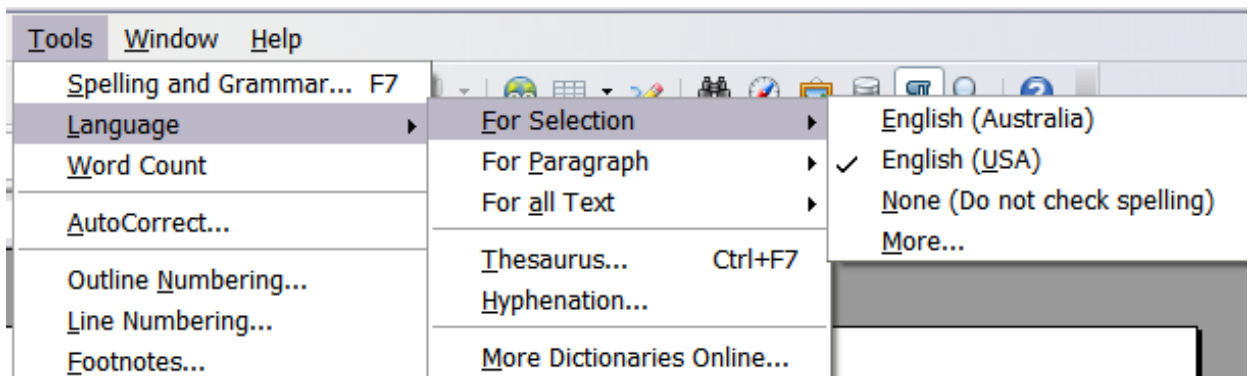 Tools Window Help
Spelling and Grammar... F7
Language
Word Count
AutoCorrect...
Outline Numbering...
Line Numbering...
Footnotes...
For Selection
For Paragraph
For all Text
Thesaurus... Ctrl+F7
Hyphenation...
More Dictionaries Online...
English (Australia)
English (USA)
None (Do not check spelling)
More...